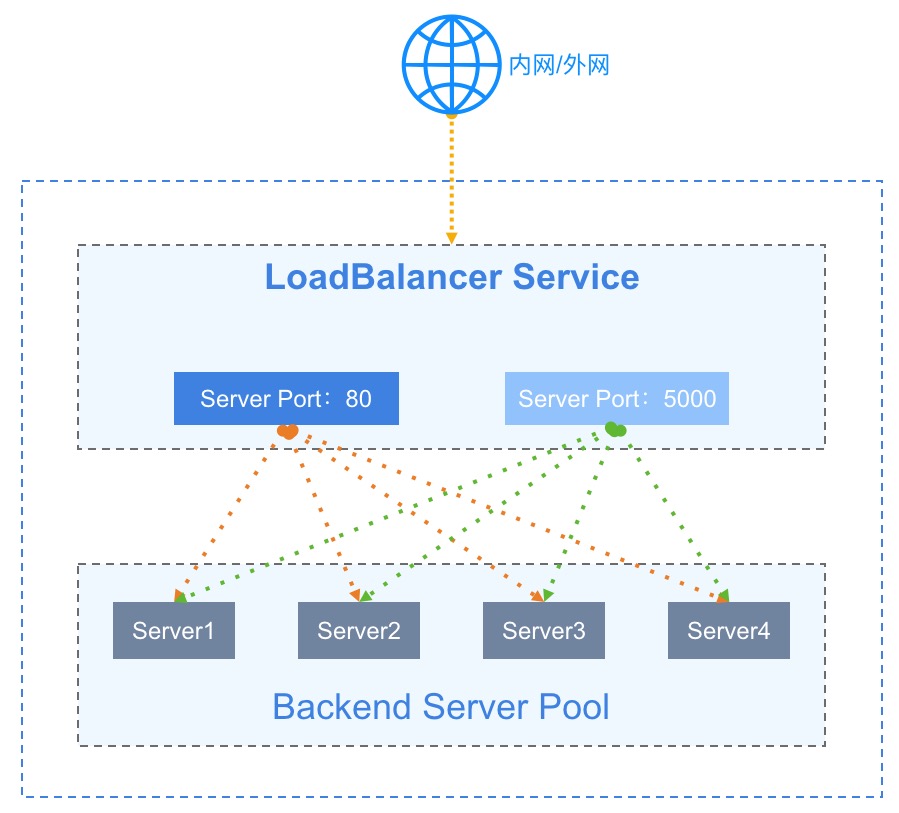 内网/外网
LoadBalancer Service
Server Port：80
Server Port：5000
Server1
Server2
Server3
Server4
Backend Server Pool